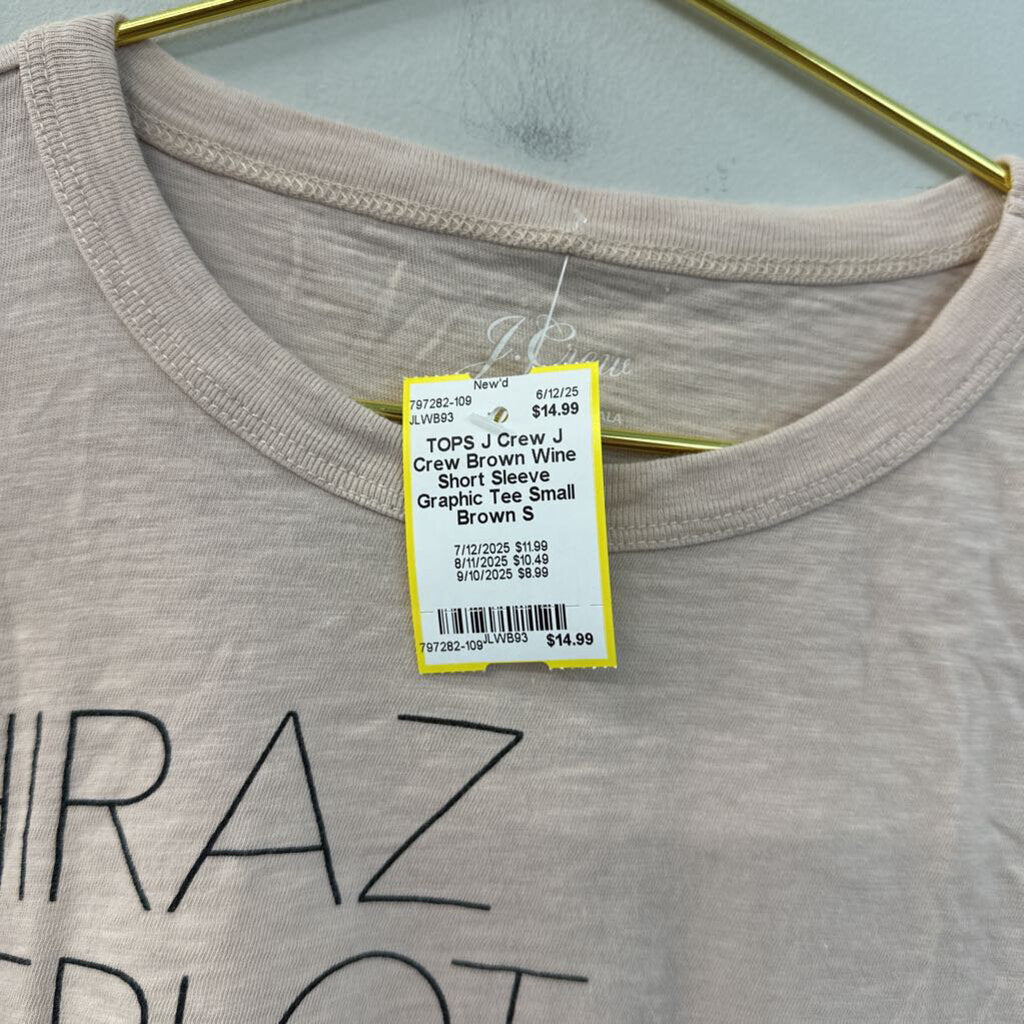 J.Crew
New'd
797282-109 6/12/25
JLWB93 $14.99
TOPS J Crew J
Crew Brown Wine
Short Sleeve
Graphic Tee Small
Brown S
7/12/2025 $11.99
8/11/2025 $10.49
9/10/2025 $8.99
797282-109 JLWB93 $14.99
HIRAZ
ERLOT